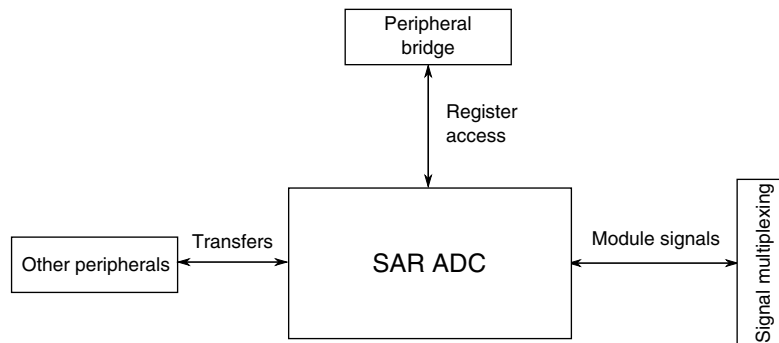 Peripheral
bridge
Register
access
Other peripherals
Transfers
SAR ADC
Module signals
Signal multiplexing